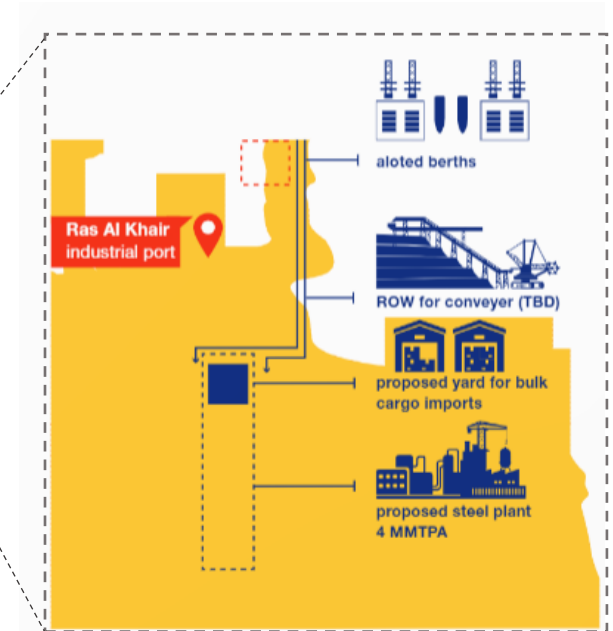 aloted berths
Ras Al Khair
industrial port
ROW for conveyer (TBD)
proposed yard for bulk
cargo imports
proposed steel plant
4 MMTPA